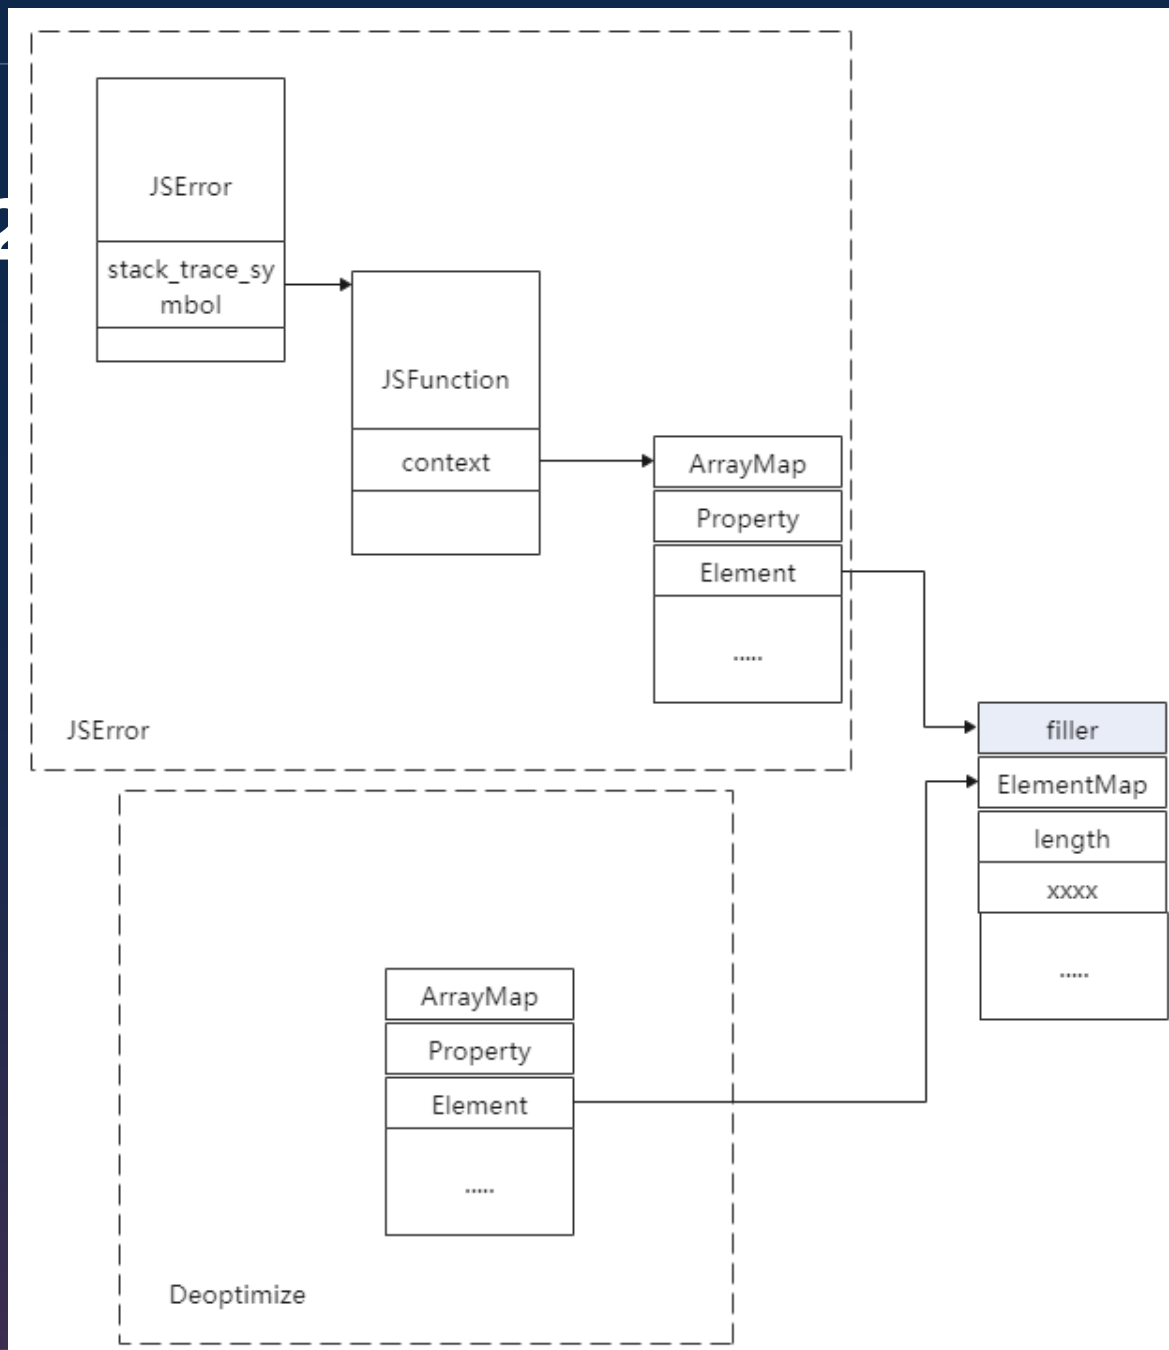 JSError
stack_trace_sy
mbol
JSFunction
context
ArrayMap
Property
Element
.....
JSError
filler
ElementMap
length
xxxx
.....
ArrayMap
Property
Element
.....
Deoptimize